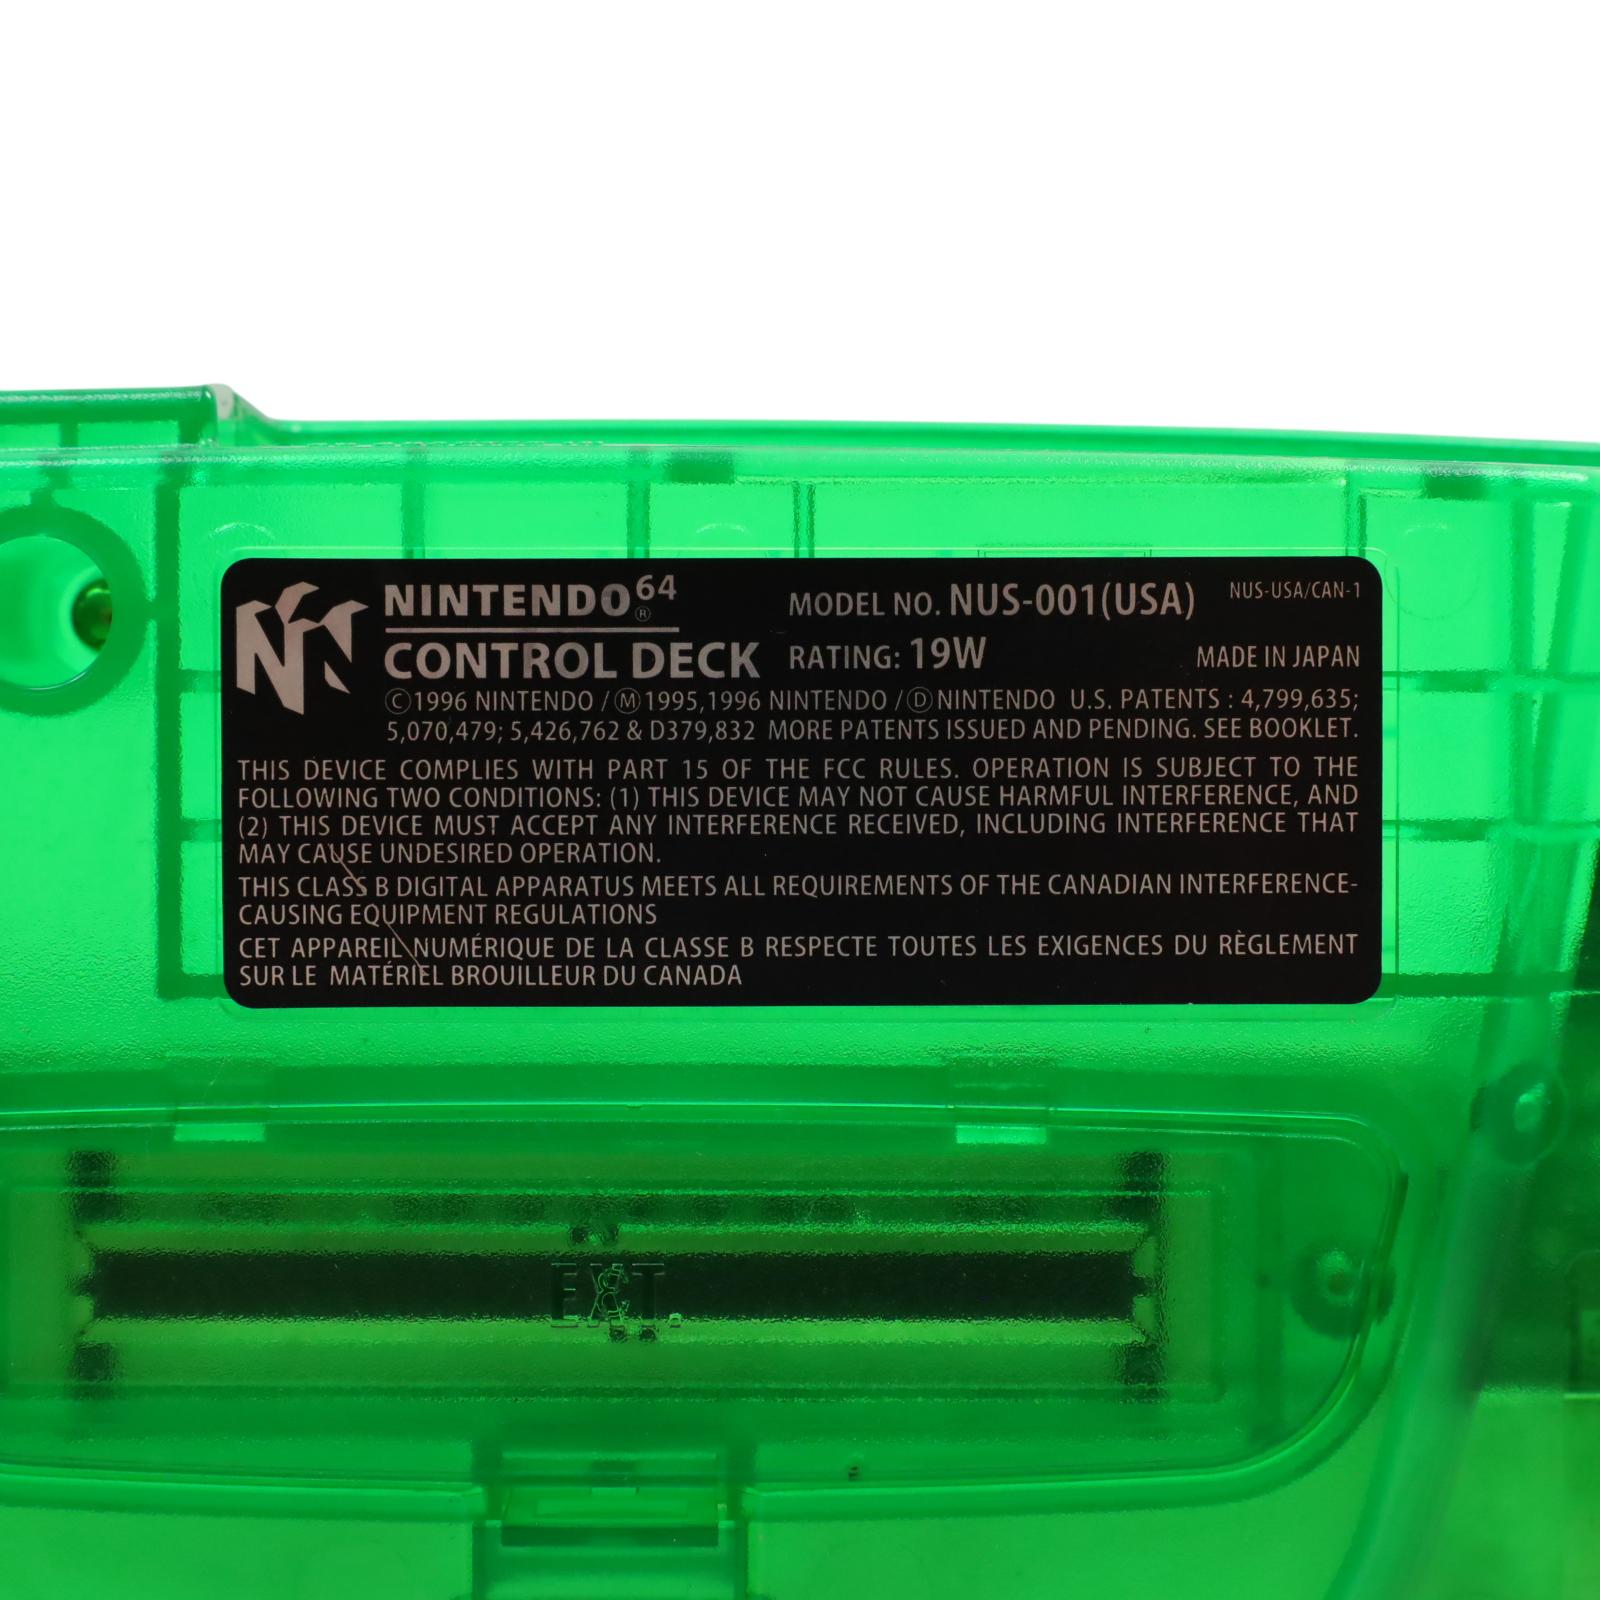 NINTENDO64®
CONTROL DECK
MODEL NO. NUS-001(USA)
NUS-USA/CAN-1
RATING: 19W
MADE IN JAPAN
Ⓒ1996 NINTENDO /Ⓜ1995,1996 NINTENDO /ⒹNINTENDO U.S. PATENTS : 4,799,635;
5,070,479; 5,426,762 & D379,832 MORE PATENTS ISSUED AND PENDING. SEE BOOKLET.
THIS DEVICE COMPLIES WITH PART 15 OF THE FCC RULES. OPERATION IS SUBJECT TO THE
FOLLOWING TWO CONDITIONS: (1) THIS DEVICE MAY NOT CAUSE HARMFUL INTERFERENCE, AND
(2) THIS DEVICE MUST ACCEPT ANY INTERFERENCE RECEIVED, INCLUDING INTERFERENCE THAT
MAY CAUSE UNDESIRED OPERATION.
THIS CLASS B DIGITAL APPARATUS MEETS ALL REQUIREMENTS OF THE CANADIAN INTERFERENCE-
CAUSING EQUIPMENT REGULATIONS
CET APPAREIL NUMÉRIQUE DE LA CLASSE B RESPECTE TOUTES LES EXIGENCES DU RÈGLEMENT
SUR LE MATÉRIEL BROUILLEUR DU CANADA
EXT.